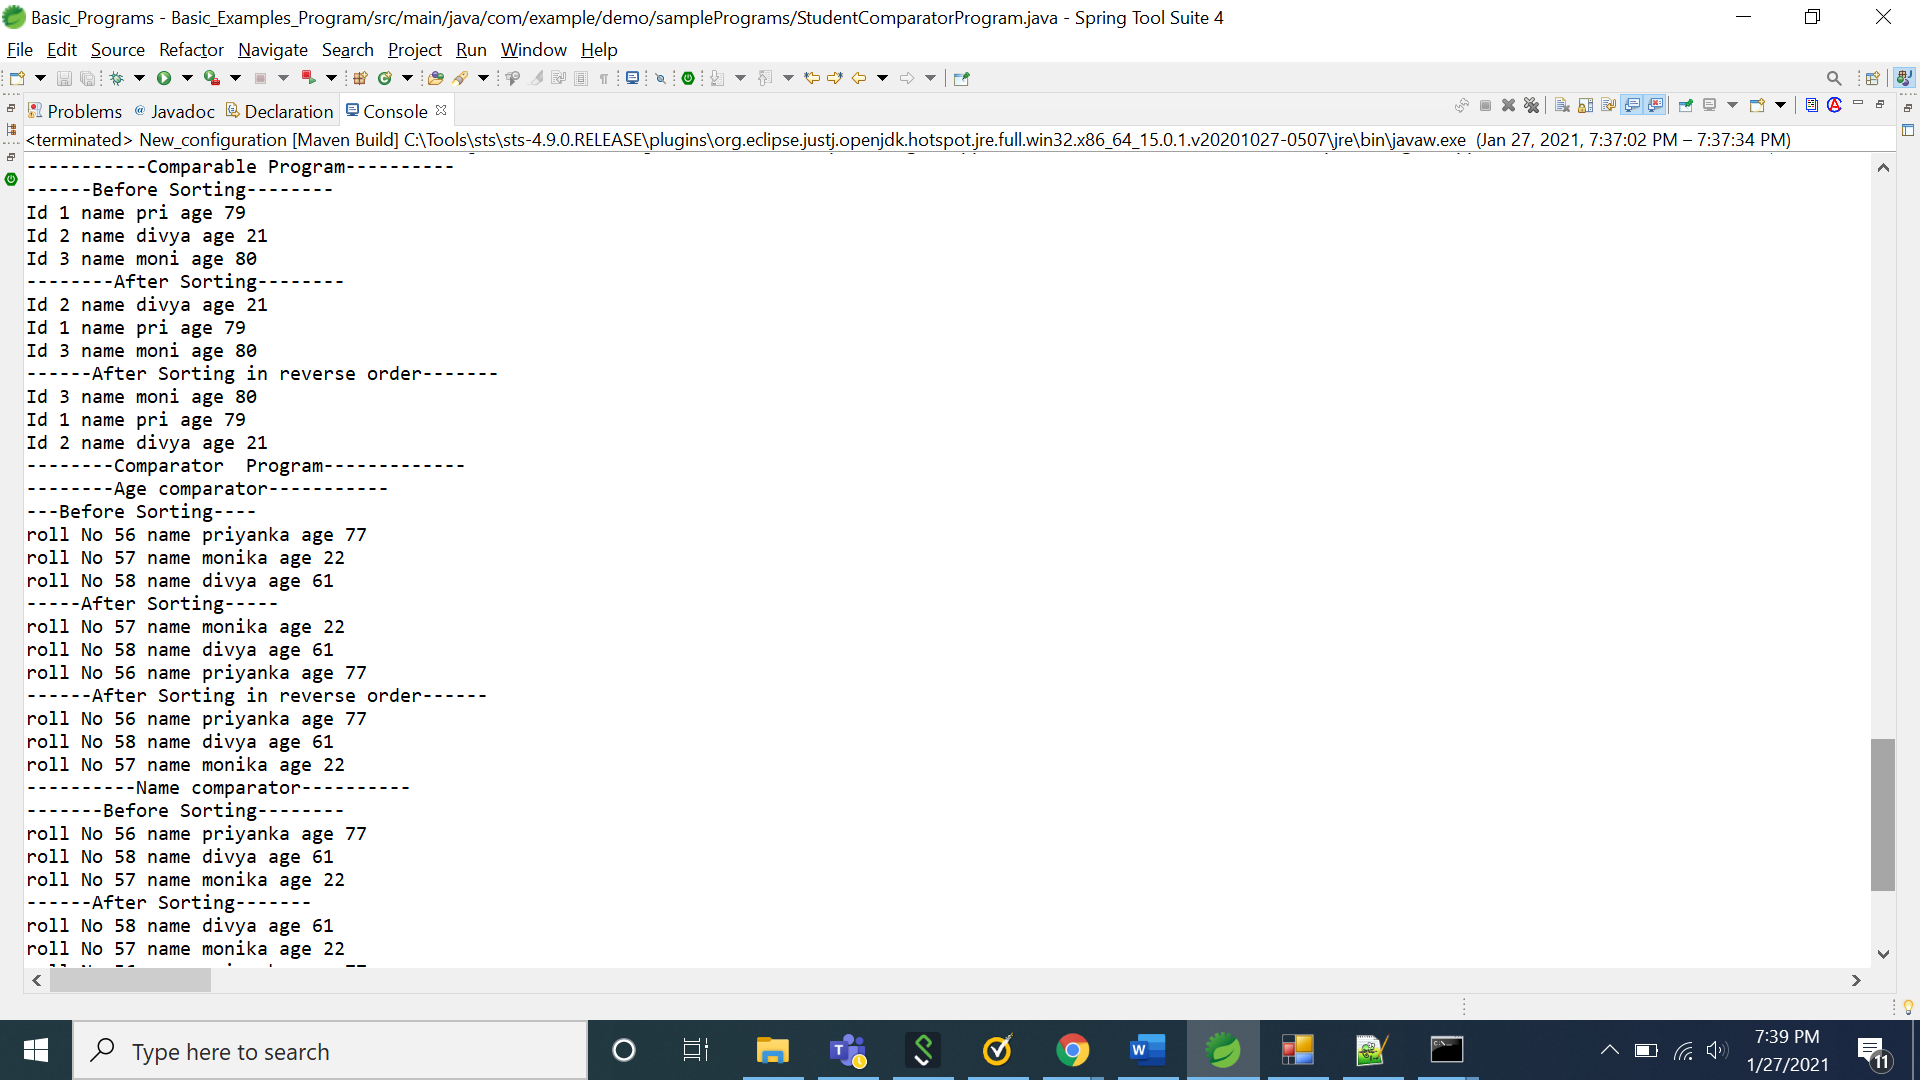 Basic_Programs - Basic_Examples_Program/src/main/java/com/example/demo/samplePrograms/StudentComparatorProgram.java - Spring Tool Suite 4
File Edit Source Refactor Navigate Search Project Run Window Help
Problems @ Javadoc Declaration Console
<terminated> New_configuration [Maven Build] C:\Tools\sts\sts-4.9.0.RELEASE\plugins\org.eclipse.justj.openjdk.hotspot.jre.full.win32.x86_64_15.0.1.v20201027-0507\jre\bin\javaw.exe (Jan 27, 2021, 7:37:02 PM – 7:37:34 PM)
-----------Comparable Program----------
------Before Sorting--------
Id 1 name pri age 79
Id 2 name divya age 21
Id 3 name moni age 80
--------After Sorting--------
Id 2 name divya age 21
Id 1 name pri age 79
Id 3 name moni age 80
------After Sorting in reverse order-------
Id 3 name moni age 80
Id 1 name pri age 79
Id 2 name divya age 21
--------Comparator  Program-------------
--------Age comparator-----------
---Before Sorting----
roll No 56 name priyanka age 77
roll No 57 name monika age 22
roll No 58 name divya age 61
-----After Sorting-----
roll No 57 name monika age 22
roll No 58 name divya age 61
roll No 56 name priyanka age 77
------After Sorting in reverse order------
roll No 56 name priyanka age 77
roll No 58 name divya age 61
roll No 57 name monika age 22
----------Name comparator----------
-------Before Sorting--------
roll No 56 name priyanka age 77
roll No 58 name divya age 61
roll No 57 name monika age 22
------After Sorting-------
roll No 58 name divya age 61
roll No 57 name monika age 22
Type here to search
7:39 PM
1/27/2021
11